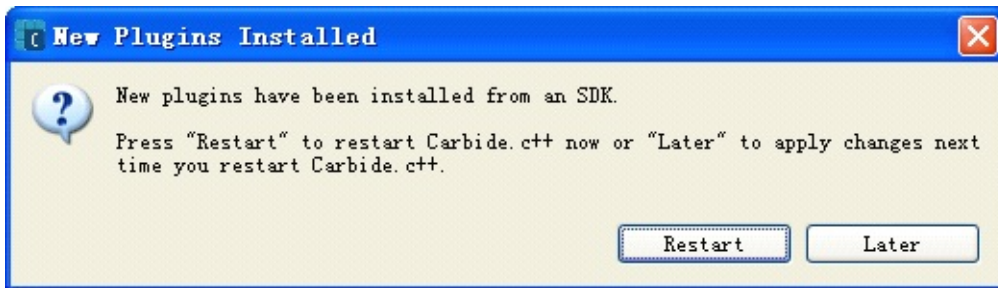 New Plugins Installed
New plugins have been installed from an SDK.
Press "Restart" to restart Carbide.c++ now or "Later" to apply changes next
time you restart Carbide.c++.
Restart Later